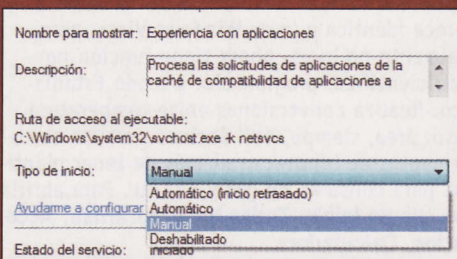 Nombre para mostrar: Experiencia con aplicaciones
Descripción: Procesa las solicitudes de aplicaciones de la
caché de compatibilidad de aplicaciones a
Ruta de acceso al ejecutable:
C:\Windows\system32\svchost.exe -k netsvcs
Tipo de inicio: Manual
Automático (inicio retrasado)
Ayudarme a configurar Automático
Manual
Deshabilitado
Estado del servicio: Iniciado